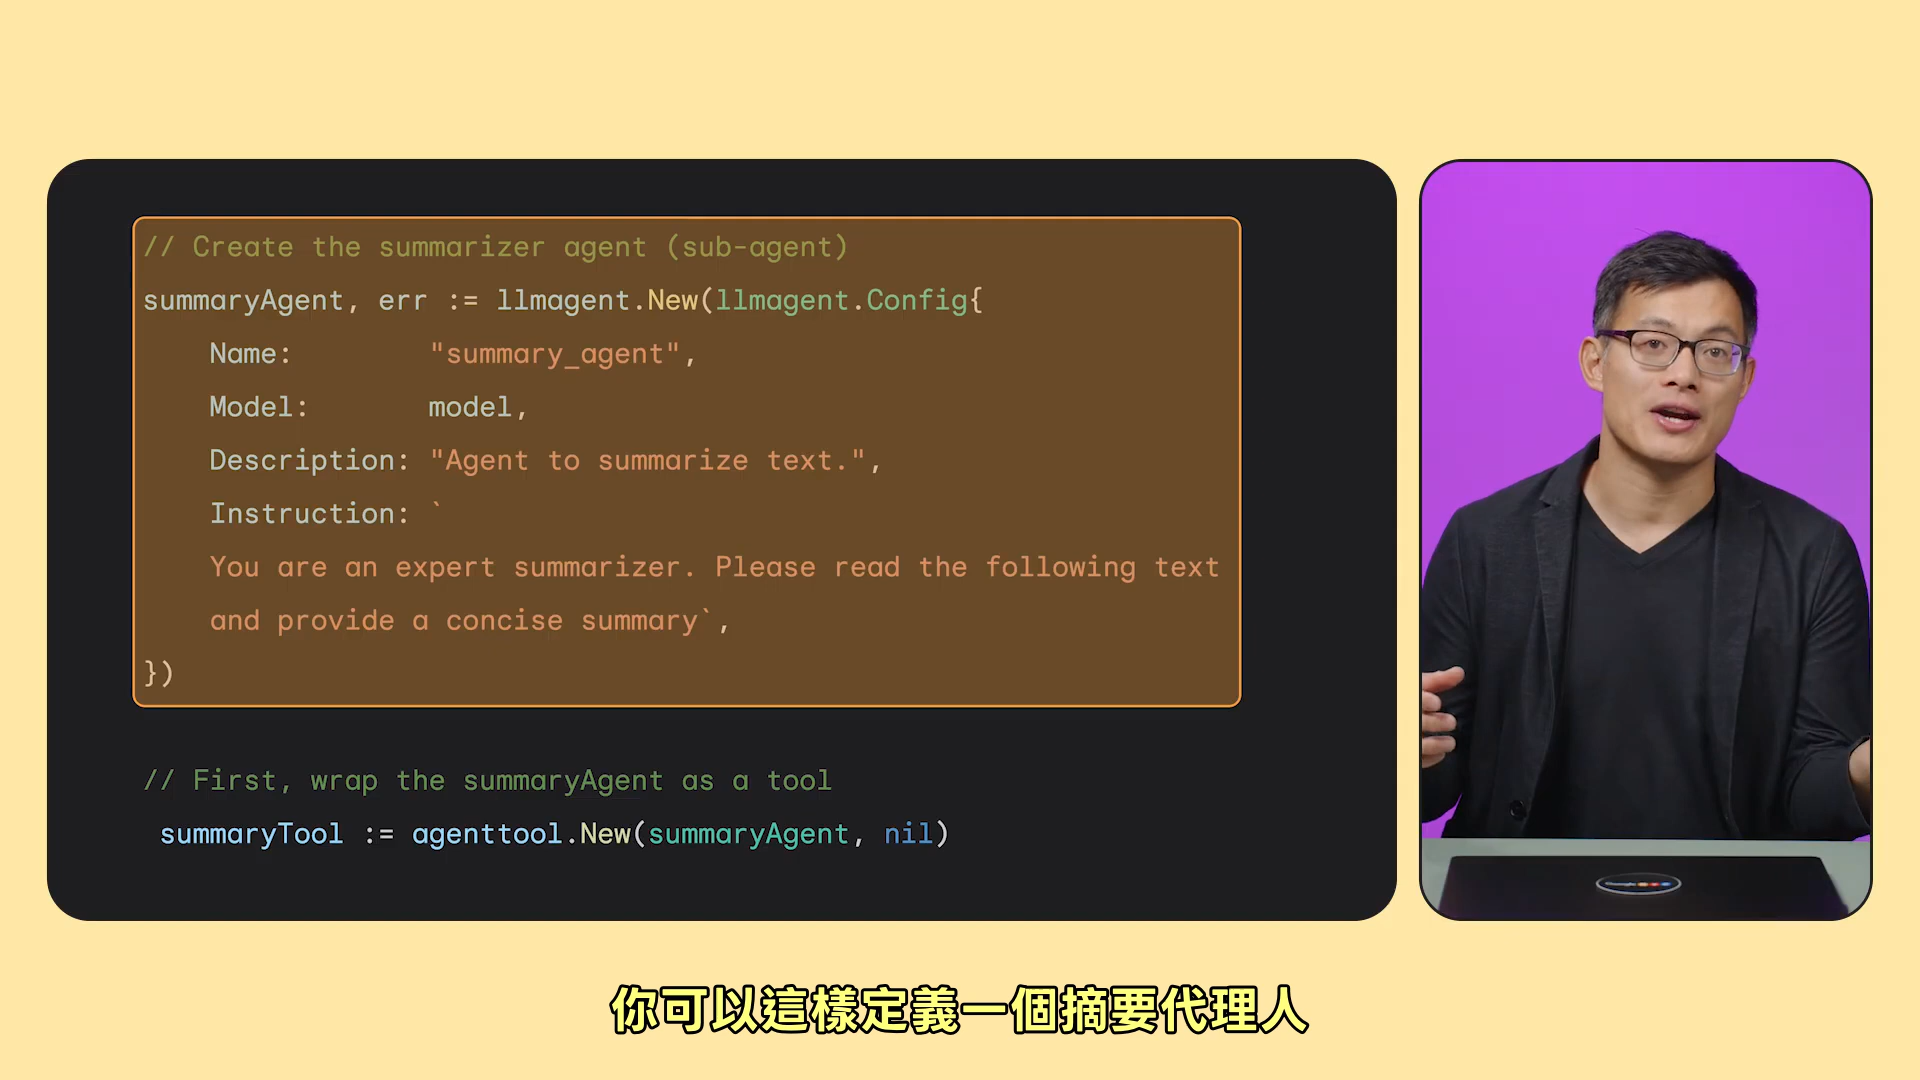 // Create the summarizer agent (sub-agent)
summaryAgent, err := llmagent.New(llmagent.Config{
    Name:        "summary_agent",
    Model:       model,
    Description: "Agent to summarize text.",
    Instruction: `
    You are an expert summarizer. Please read the following text
    and provide a concise summary`,
})
// First, wrap the summaryAgent as a tool
 summaryTool := agenttool.New(summaryAgent, nil)
你可以這樣定義一個摘要代理人